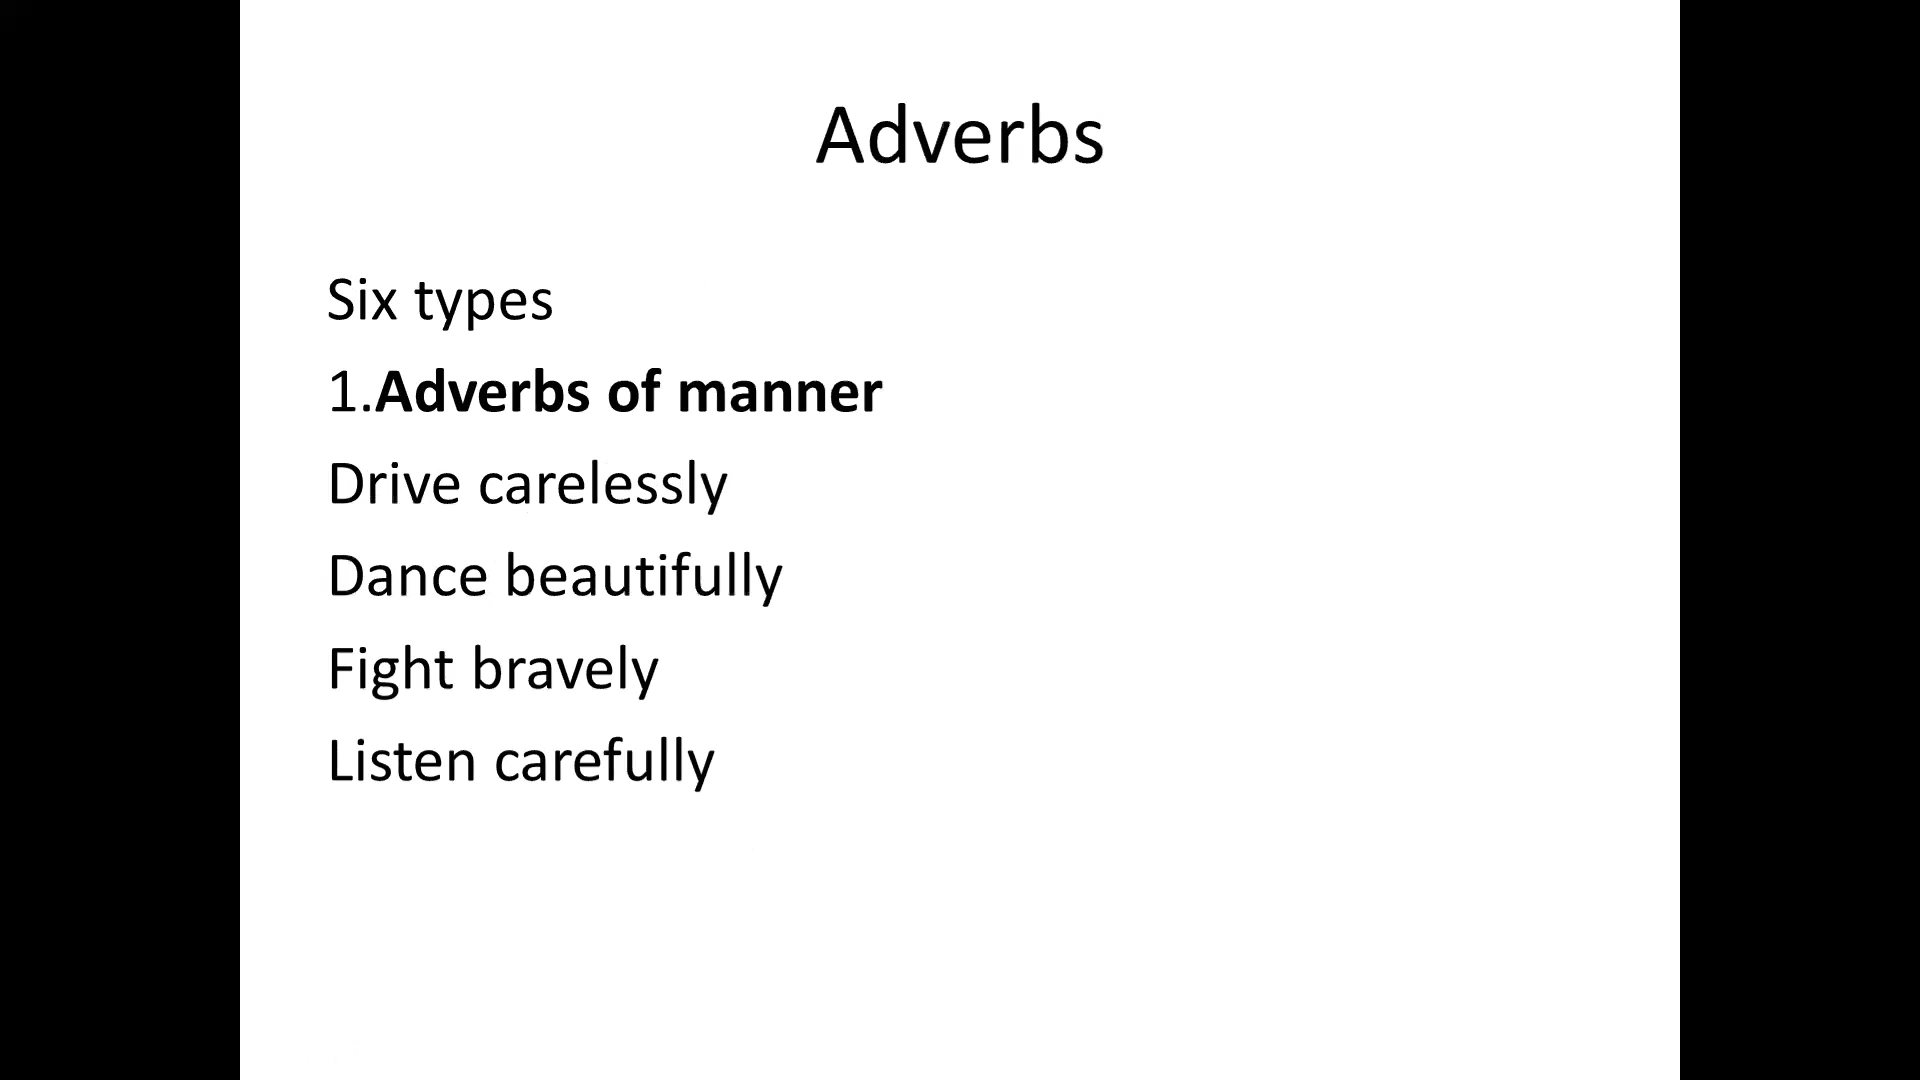 Adverbs
Six types
1.Adverbs of manner
Drive carelessly
Dance beautifully
Fight bravely
Listen carefully